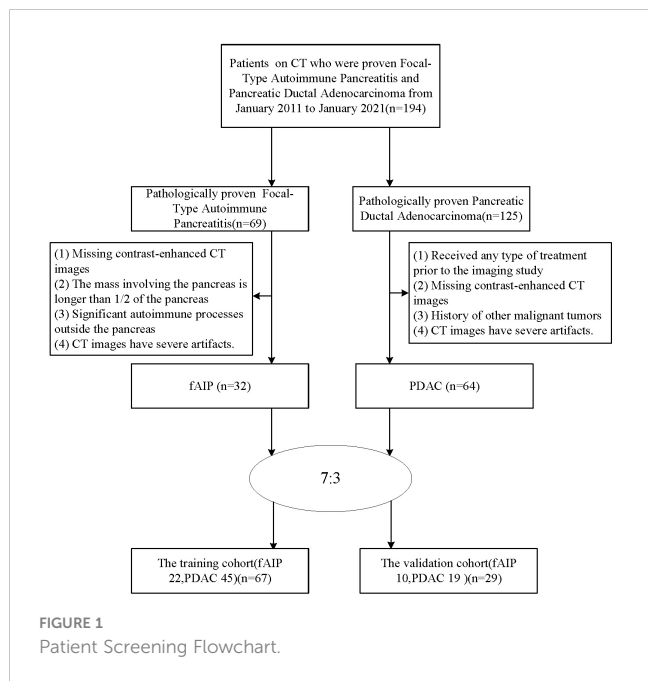 Patients on CT who were proven Focal-
Type Autoimmune Pancreatitis and
Pancreatic Ductal Adenocarcinoma from
January 2011 to January 2021(n=194)
Pathologically proven Focal-
Type Autoimmune
Pancreatitis(n=69)
Pathologically proven Pancreatic
Ductal Adenocarcinoma(n=125)
(1) Missing contrast-enhanced CT
images
(2) The mass involving the pancreas is
longer than 1/2 of the pancreas
(3) Significant autoimmune processes
outside the pancreas
(4) CT images have severe artifacts.
(1) Received any type of treatment
prior to the imaging study
(2) Missing contrast-enhanced CT
images
(3) History of other malignant tumors
(4) CT images have severe artifacts.
fAIP (n=32)
PDAC (n=64)
7:3
The training cohort(fAIP
22,PDAC 45)(n=67)
The validation cohort(fAIP
10,PDAC 19 )(n=29)
FIGURE 1
Patient Screening Flowchart.